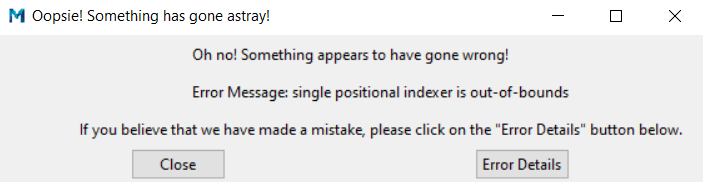 Oopsie! Something has gone astray!
Oh no! Something appears to have gone wrong!
Error Message: single positional indexer is out-of-bounds
If you believe that we have made a mistake, please click on the "Error Details" button below.
Close
Error Details